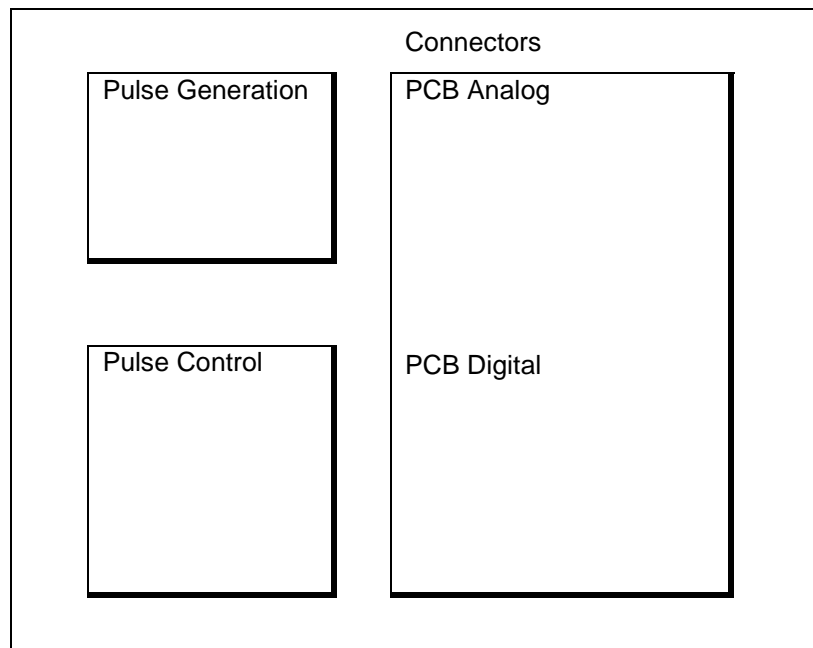 Connectors
Pulse Generation
PCB Analog
Pulse Control
PCB Digital